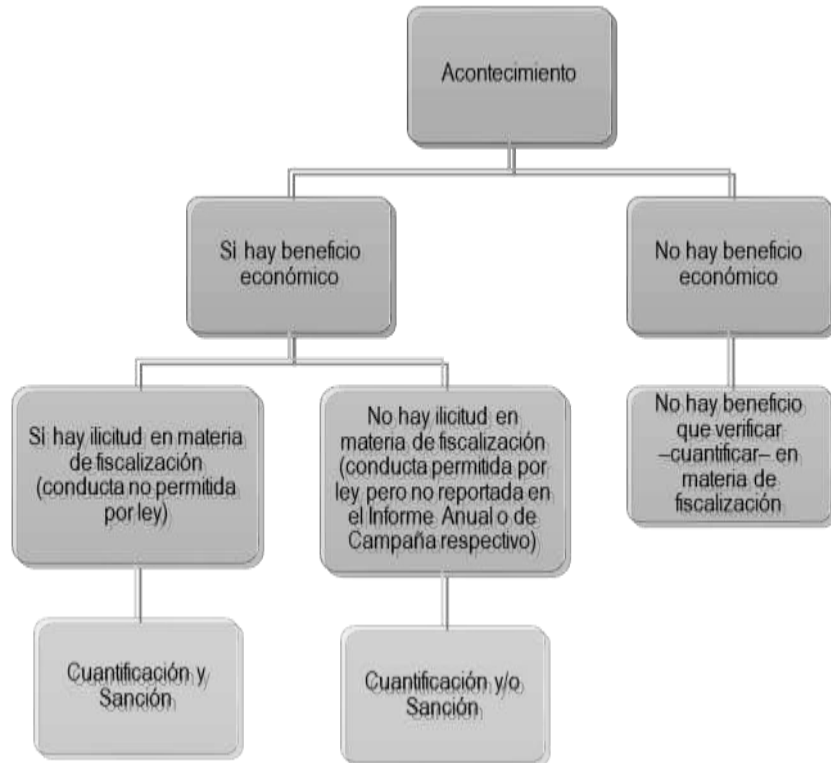 Acontecimiento
Si hay beneficio
económico
No hay beneficio
económico
Si hay ilicitud en materia
de fiscalización
(conducta no permitida
por ley)
No hay ilicitud en
materia de fiscalización
(conducta permitida por
ley pero no reportada en
el Informe Anual o de
Campaña respectivo)
No hay beneficio
que verificar
–cuantificar– en
materia de
fiscalización
Cuantificación y
Sanción
Cuantificación y/o
Sanción